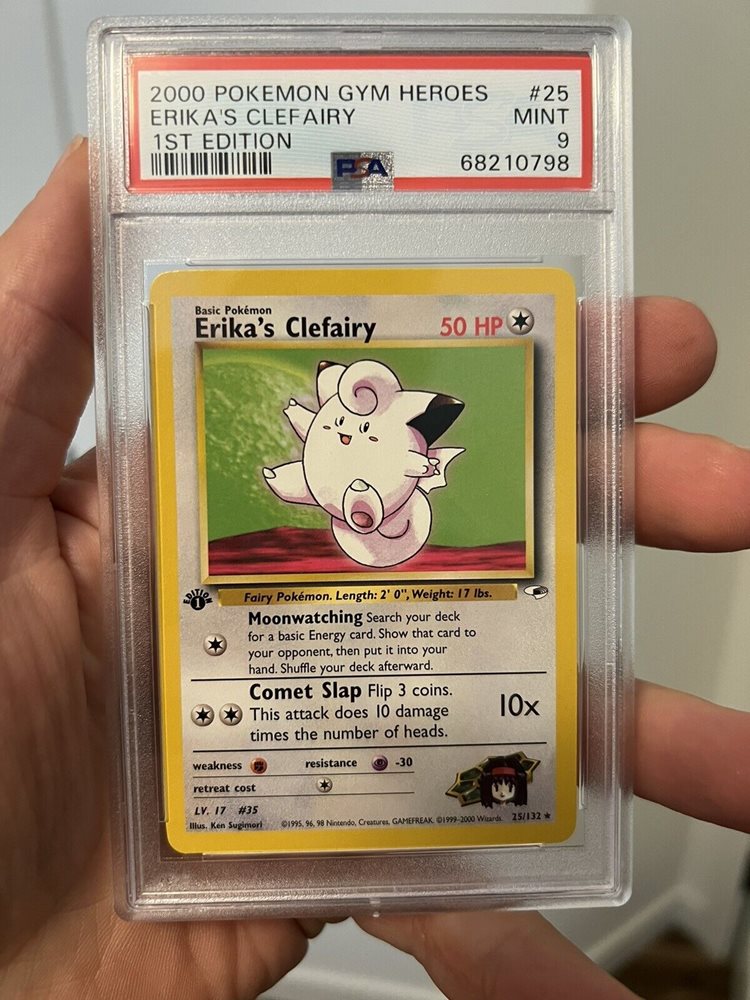 2000 POKEMON GYM HEROES #25
ERIKA'S CLEFAIRY MINT
1ST EDITION 9
PSA 68210798
Basic Pokémon
Erika's Clefairy 50 HP
EDITION 1
Fairy Pokémon. Length: 2' 0", Weight: 17 lbs.
Moonwatching Search your deck
for a basic Energy card. Show that card to
your opponent, then put it into your
hand. Shuffle your deck afterward.
Comet Slap Flip 3 coins.
This attack does 10 damage 10x
times the number of heads.
weakness resistance -30
retreat cost
LV. 17 #35
Illus. Ken Sugimori ©1995, 96, 98 Nintendo, Creatures, GAMEFREAK. ©1999-2000 Wizards. 25/132